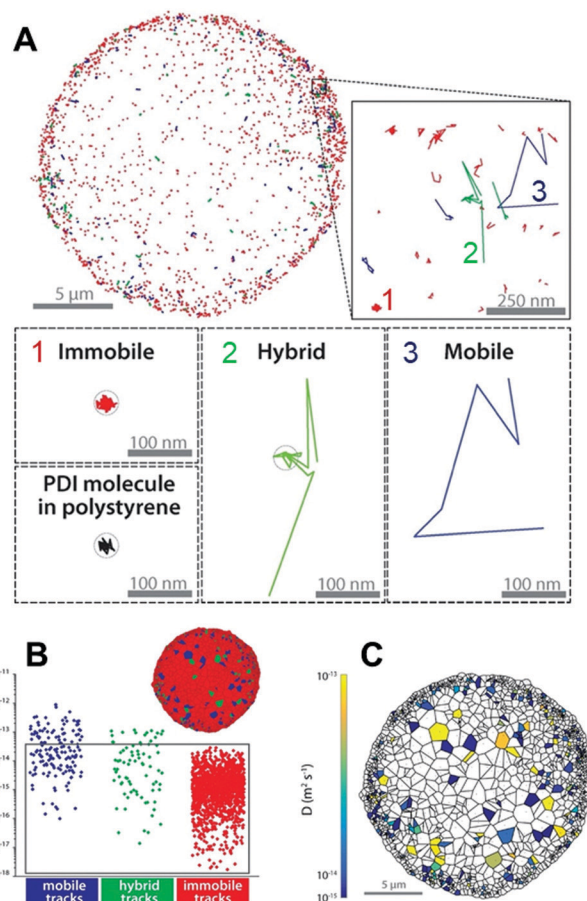 A
5 µm
3
2
1
250 nm
1 Immobile
100 nm
PDI molecule
in polystyrene
100 nm
2 Hybrid
100 nm
3 Mobile
100 nm
B
-11
-12
-13
-14
-15
-16
-17
-18
mobile
tracks
hybrid
tracks
immobile
tracks
C
10⁻¹³
D (m² s⁻¹)
10⁻¹⁴
10⁻¹⁵
5 µm